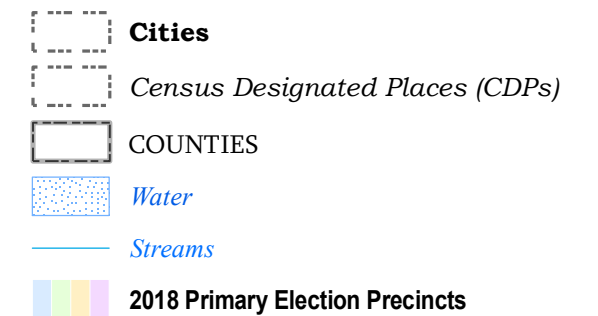 Cities
Census Designated Places (CDPs)
COUNTIES
Water
Streams
2018 Primary Election Precincts